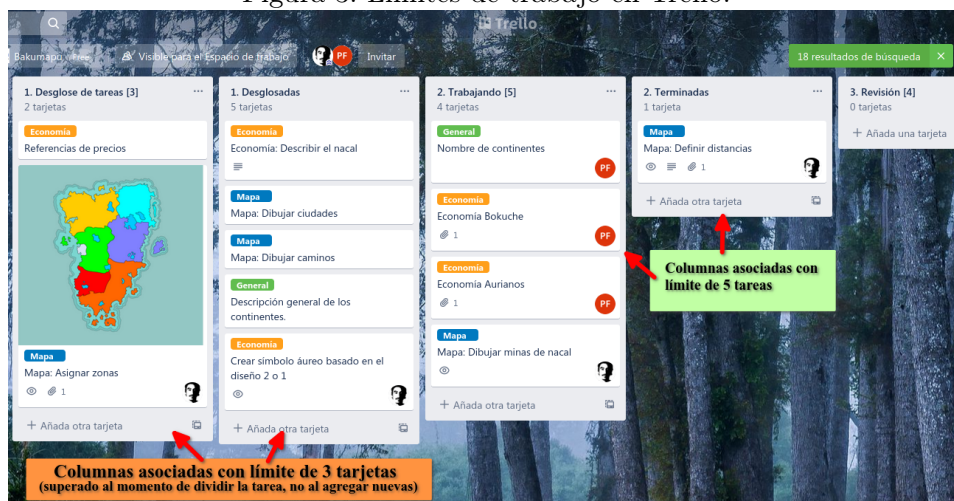 Figura 3: Límites de trabajo en Trello.
Trello
Bakumapu
Free
Visible para el Espacio de trabajo
PF
Invitar
18 resultados de búsqueda
1. Desglose de tareas [3]
2 tarjetas
Economía
Referencias de precios
Mapa
Mapa: Asignar zonas
1
+ Añada otra tarjeta
1. Desglosadas
5 tarjetas
Economía
Economía: Describir el nacal
Mapa
Mapa: Dibujar ciudades
Mapa
Mapa: Dibujar caminos
General
Descripción general de los
continentes.
Economía
Crear símbolo áureo basado en el
diseño 2 o 1
+ Añada otra tarjeta
2. Trabajando [5]
4 tarjetas
General
Nombre de continentes
PF
Economía
Economía Bokuche
1
PF
Economía
Economía Aurianos
1
PF
Mapa
Mapa: Dibujar minas de nacal
+ Añada otra tarjeta
2. Terminadas
1 tarjeta
Mapa
Mapa: Definir distancias
1
+ Añada otra tarjeta
3. Revisión [4]
0 tarjetas
+ Añada una tarjeta
Columnas asociadas con
límite de 5 tareas
Columnas asociadas con límite de 3 tarjetas
(superado al momento de dividir la tarea, no al agregar nuevas)